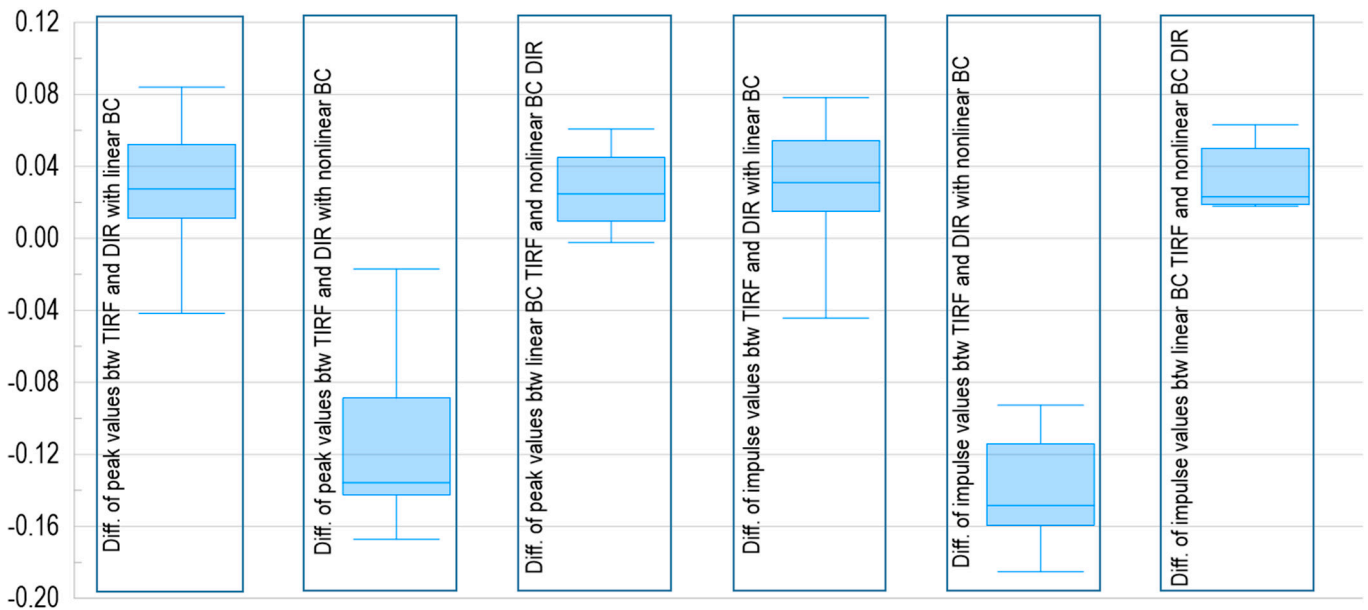 0.12
0.08
0.04
0.00
-0.04
-0.08
-0.12
-0.16
-0.20
Diff. of peak values btw TIRF and DIR with linear BC
Diff. of peak values btw TIRF and DIR with nonlinear BC
Diff. of peak values btw linear BC TIRF and nonlinear BC DIR
Diff. of impulse values btw TIRF and DIR with linear BC
Diff. of impulse values btw TIRF and DIR with nonlinear BC
Diff. of impulse values btw linear BC TIRF and nonlinear BC DIR